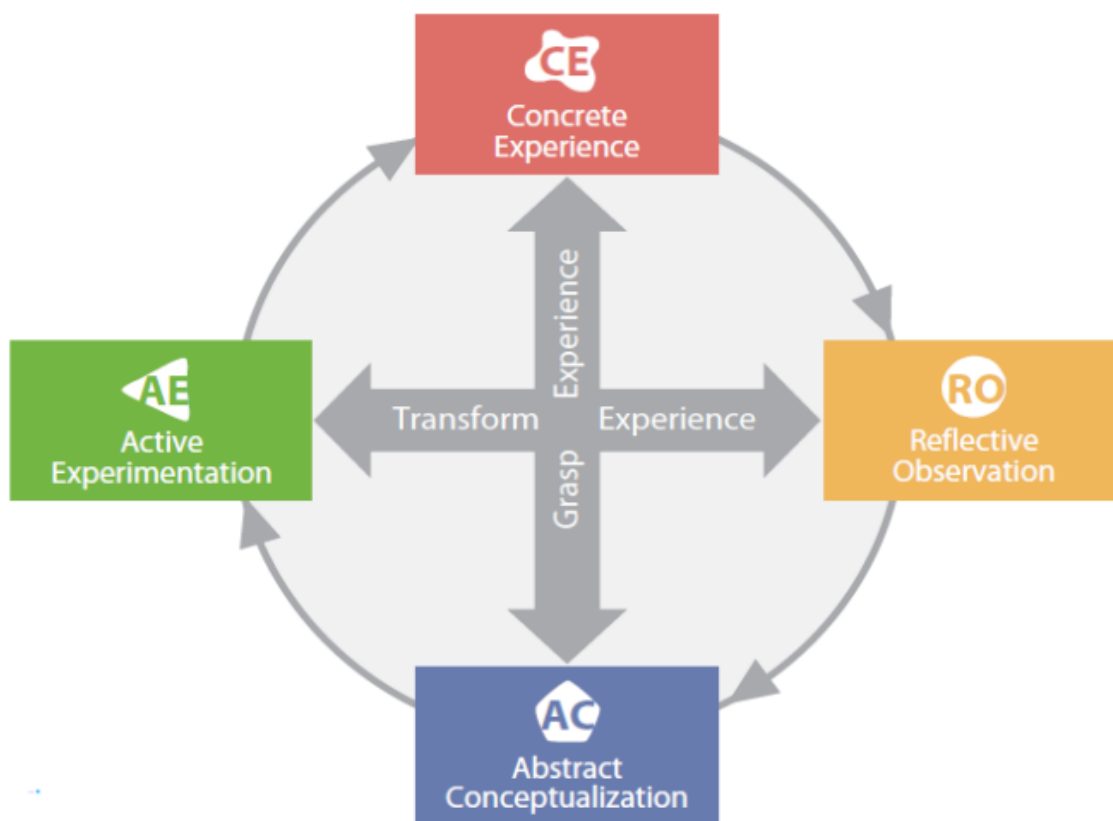 CE
Concrete
Experience
AE
Active
Experimentation
Transform Experience
Grasp Experience
RO
Reflective
Observation
AC
Abstract
Conceptualization